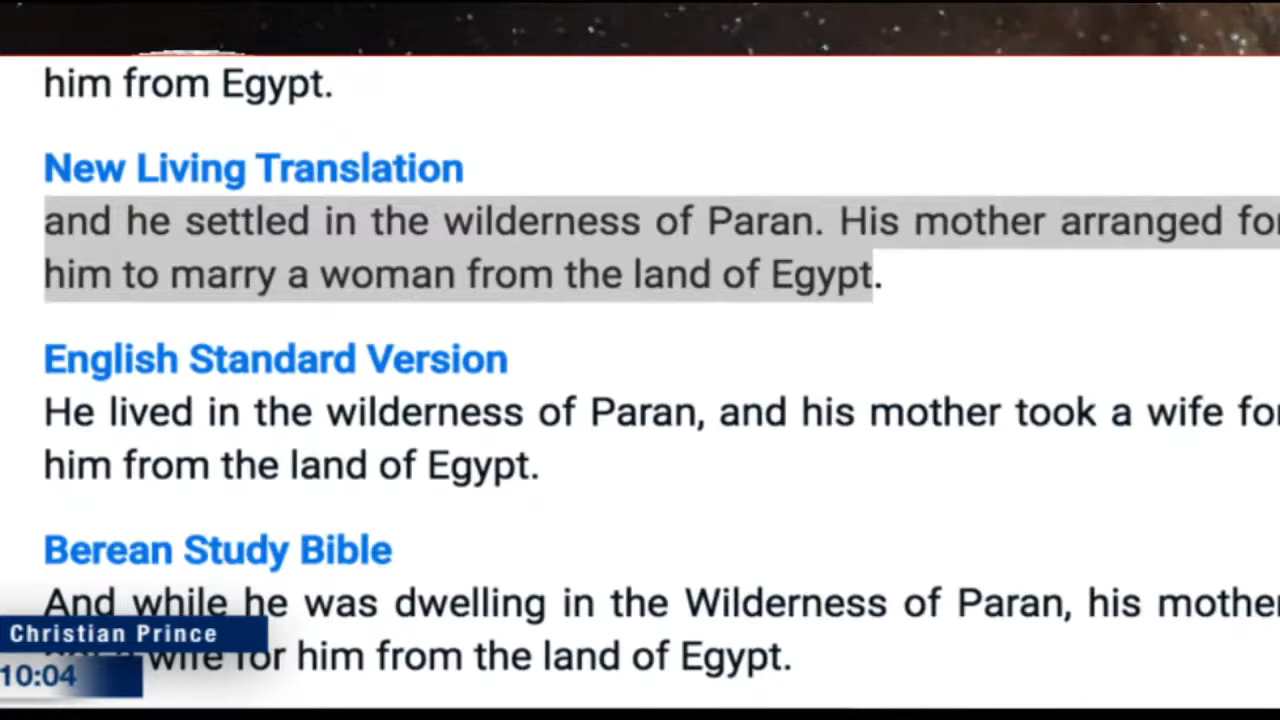 him from Egypt.
New Living Translation
and he settled in the wilderness of Paran. His mother arranged for
him to marry a woman from the land of Egypt.
English Standard Version
He lived in the wilderness of Paran, and his mother took a wife for
him from the land of Egypt.
Berean Study Bible
And while he was dwelling in the Wilderness of Paran, his mother
wife for him from the land of Egypt.
Christian Prince
10:04